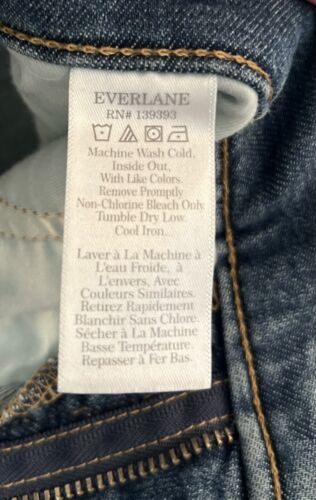 EVERLANE
RN# 139393
Machine Wash Cold,
Inside Out,
With Like Colors.
Remove Promptly
Non-Chlorine Bleach Only
Tumble Dry Low
Cool Iron.
Laver à La Machine à
L'eau Froide, à
L'envers, Avec
Couleurs Similaires.
Retirez Rapidement
Blanchir Sans Chlore.
Sécher à La Machine
Basse Température.
Repasser à Fer Bas.